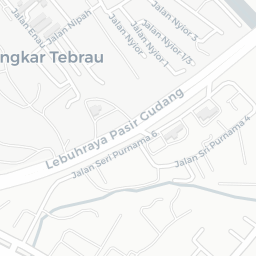 Jalan Nyior 3
Jalan Nyior 1/3
Jalan Nyior 1
Jalan Nyior
Jalan Nipah
Jalan Enau
ngkar Tebrau
Lebuhraya Pasir Gudang
Jalan Seri Purnama 6
Jalan Sri Purnama 4